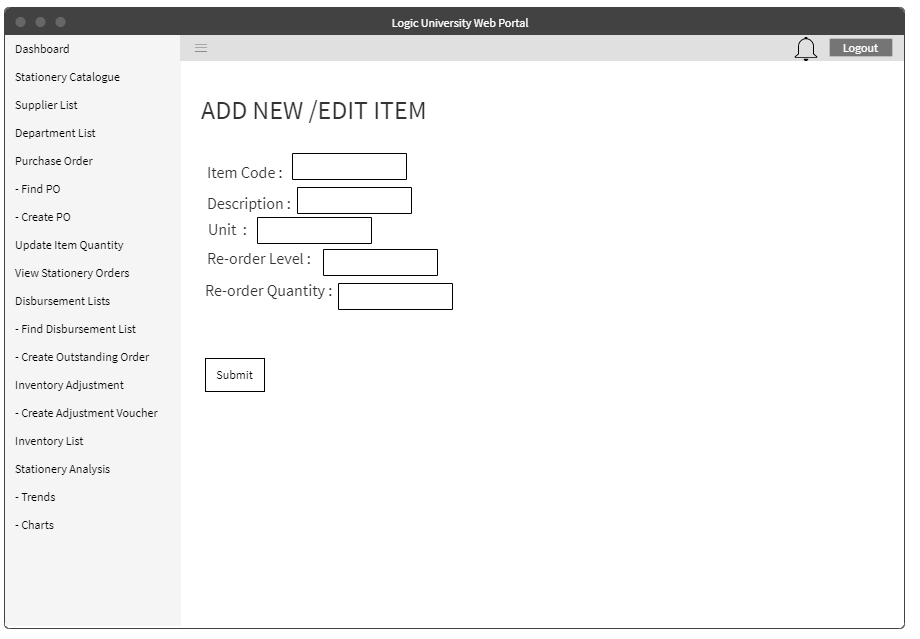 Logic University Web Portal
Logout
Dashboard
Stationery Catalogue
Supplier List
Department List
Purchase Order
- Find PO
- Create PO
Update Item Quantity
View Stationery Orders
Disbursement Lists
- Find Disbursement List
- Create Outstanding Order
Inventory Adjustment
- Create Adjustment Voucher
Inventory List
Stationery Analysis
- Trends
- Charts
ADD NEW /EDIT ITEM
Item Code :
Description :
Unit :
Re-order Level :
Re-order Quantity :
Submit